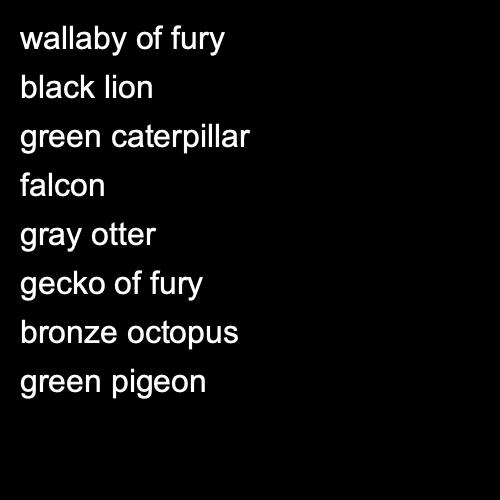 wallaby of fury
black lion
green caterpillar
falcon
gray otter
gecko of fury
bronze octopus
green pigeon